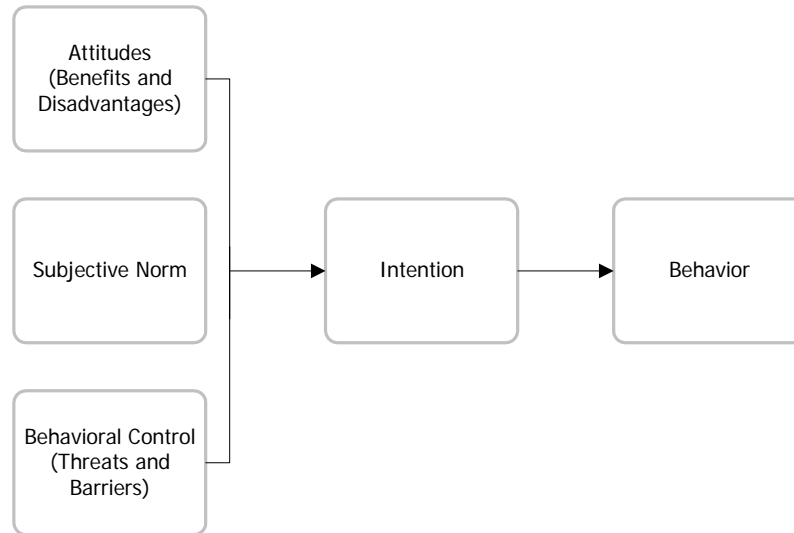 Attitudes
(Benefits and
Disadvantages)
Subjective Norm
Intention
Behavior
Behavioral Control
(Threats and
Barriers)